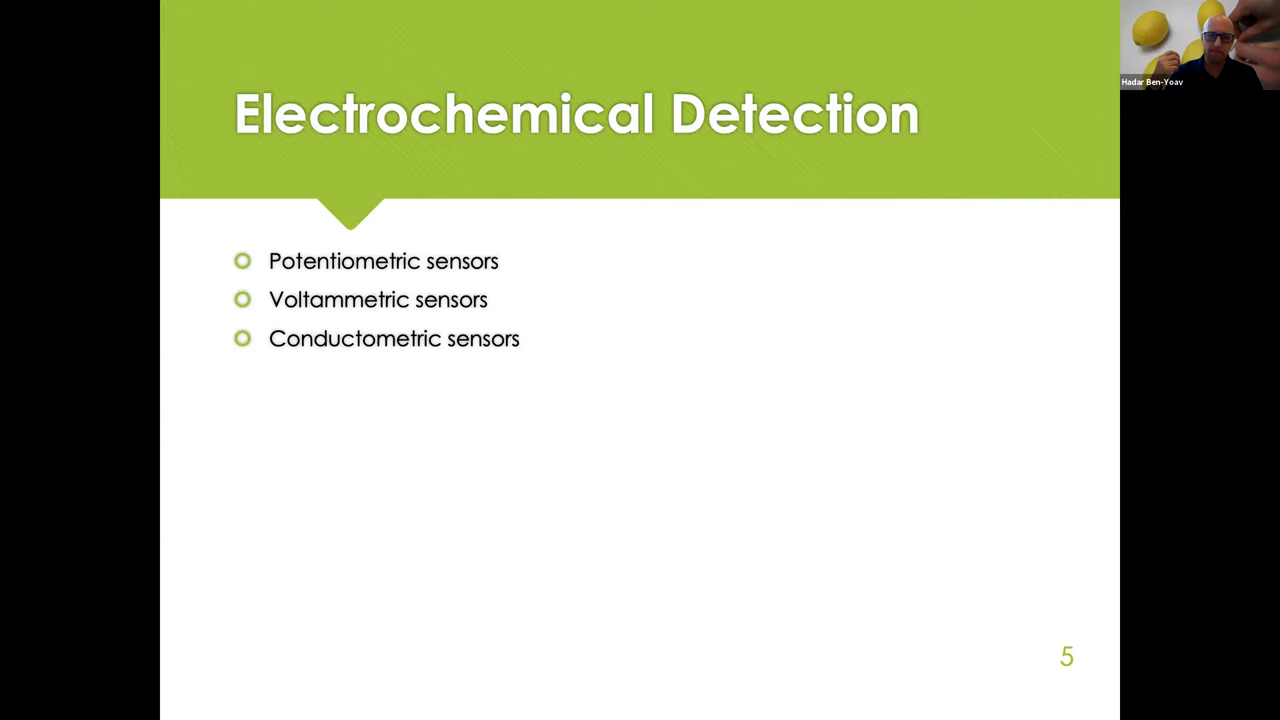 Electrochemical Detection
Potentiometric sensors
Voltammetric sensors
Conductometric sensors
5
Hadar Ben-Yoav